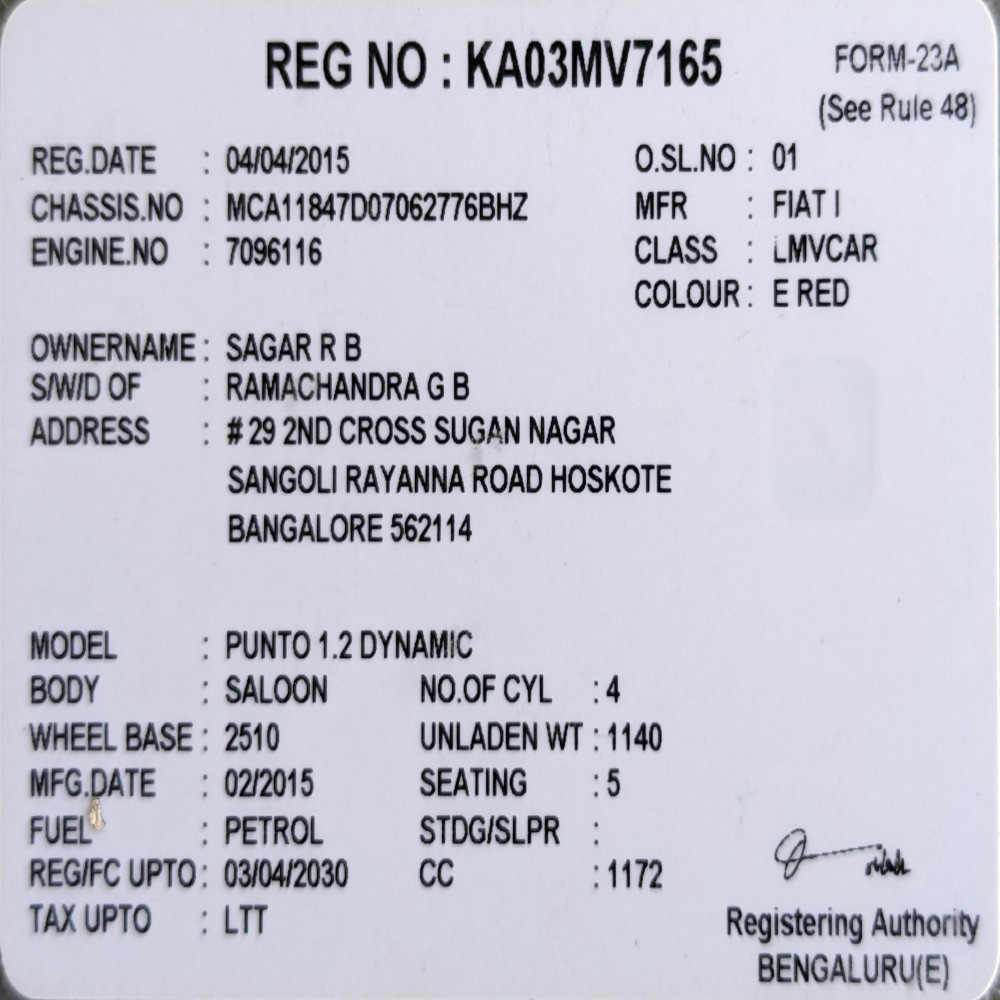 REG NO : KA03MV7165
FORM-23A
(See Rule 48)
REG.DATE : 04/04/2015 O.SL.NO : 01
CHASSIS.NO : MCA11847D07062776BHZ MFR : FIAT I
ENGINE.NO : 7096116 CLASS : LMVCAR
COLOUR : E RED
OWNERNAME : SAGAR R B
S/W/D OF : RAMACHANDRA G B
ADDRESS : # 29 2ND CROSS SUGAN NAGAR
SANGOLI RAYANNA ROAD HOSKOTE
BANGALORE 562114
MODEL : PUNTO 1.2 DYNAMIC
BODY : SALOON NO.OF CYL : 4
WHEEL BASE : 2510 UNLADEN WT : 1140
MFG.DATE : 02/2015 SEATING : 5
FUEL : PETROL STDG/SLPR :
REG/FC UPTO : 03/04/2030 CC : 1172
TAX UPTO : LTT
Registering Authority
BENGALURU(E)